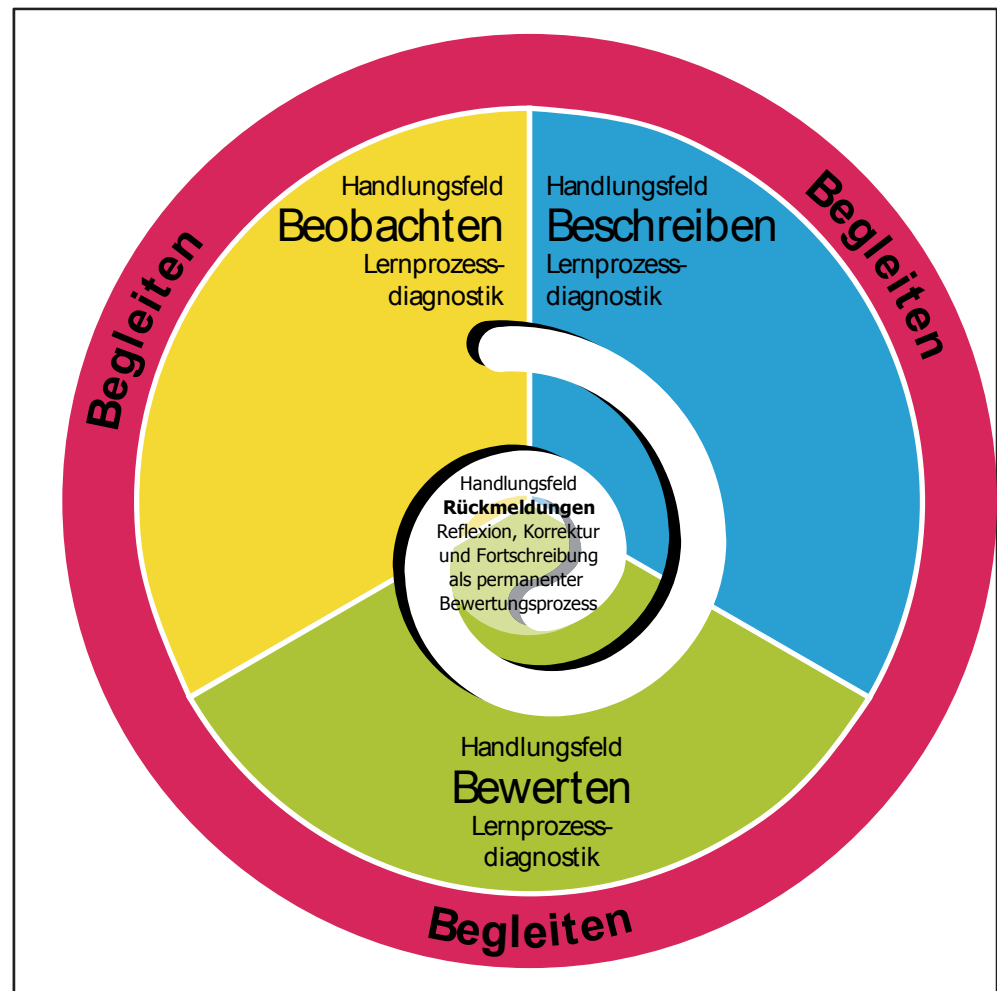 Handlungsfeld
Beobachten
Lernprozess-
diagnostik
Handlungsfeld
Beschreiben
Lernprozess-
diagnostik
Begleiten
Begleiten
Handlungsfeld
Rückmeldungen
Reflexion, Korrektur
und Fortschreibung
als permanenter
Bewertungsprozess
Handlungsfeld
Bewerten
Lernprozess-
diagnostik
Begleiten